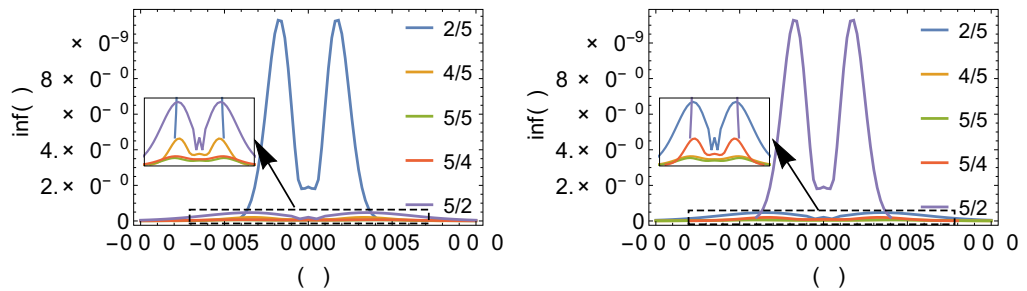 inf( )
× 0⁻⁹
8 × 0⁻ ⁰
× 0⁻ ⁰
4. × 0⁻ ⁰
2. × 0⁻ ⁰
0
−0 0
−0 005
0 000
0 005
0 0
( )
2/5
4/5
5/5
5/4
5/2
inf( )
× 0⁻⁹
8 × 0⁻ ⁰
× 0⁻ ⁰
4. × 0⁻ ⁰
2. × 0⁻ ⁰
0
−0 0
−0 005
0 000
0 005
0 0
( )
2/5
4/5
5/5
5/4
5/2